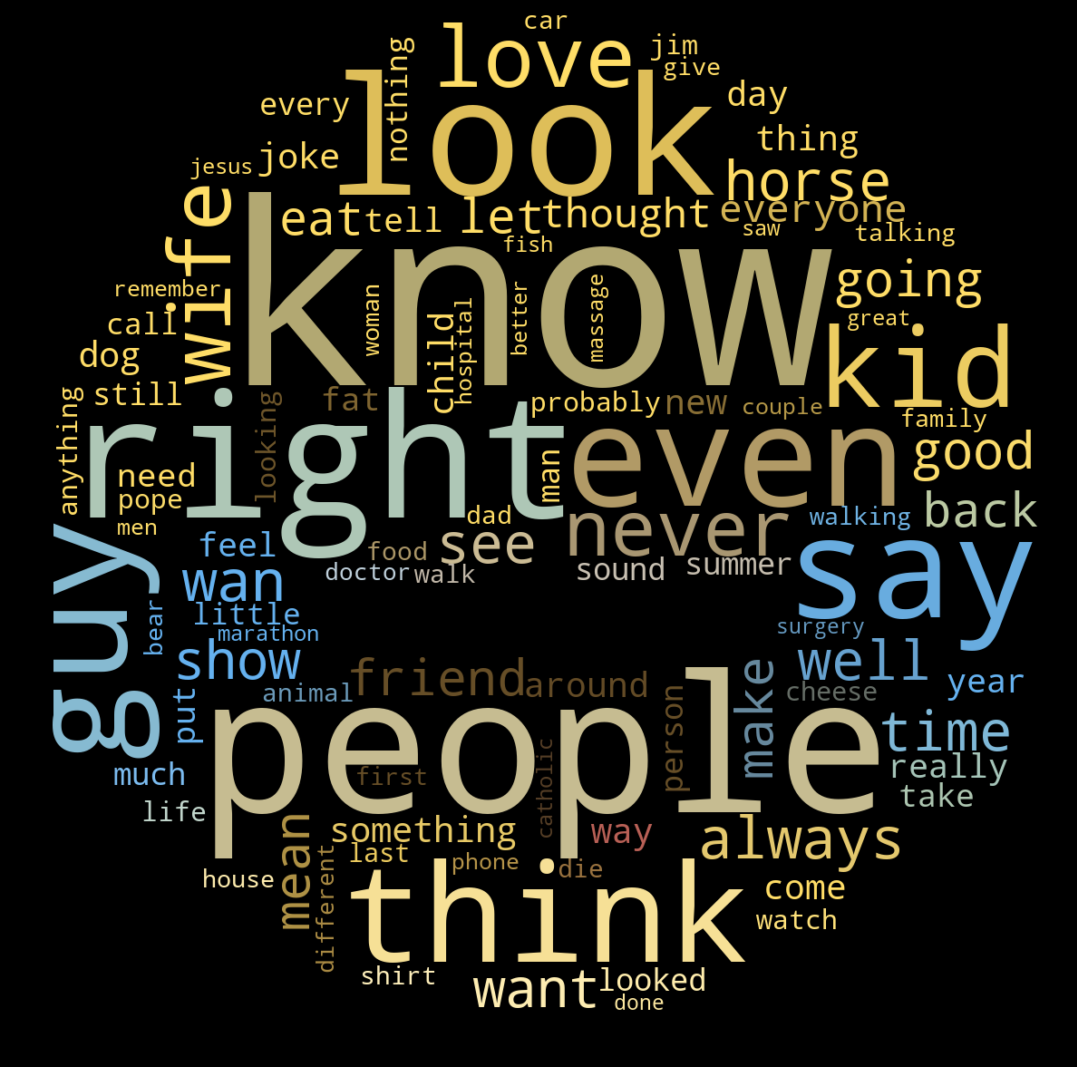 car
love
jim
give
nothing
look
every
day
thing
joke
jesus
horse
wife
eat
tell
let
thought
everyone
saw
talking
fish
know
going
remember
woman
child
hospital
better
massage
great
call
kid
dog
still
anything
right
looking
fat
probably
new
couple
family
even
good
need
pope
men
man
dad
never
walking
back
guy
feel
food
see
doctor
walk
sound
summer
say
wan
bear
little
marathon
surgery
show
well
put
animal
friend
around
person
make
cheese
year
people
time
much
first
catholic
really
take
life
something
way
always
mean
last
phone
die
house
different
think
come
watch
shirt
want
looked
done